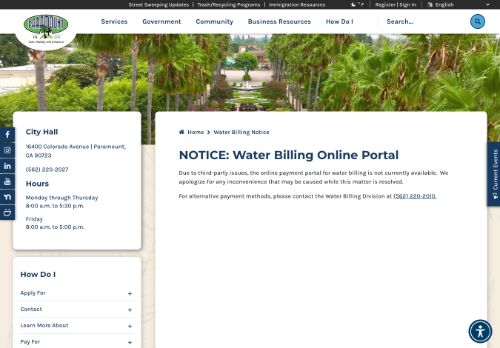 Street Sweeping Updates | Trash/Recycling Programs | Immigration Resources
° F | Register | Sign In | English
PARAMOUNT
Services Government Community Business Resources How Do I Search...
City Hall
16400 Colorado Avenue | Paramount,
CA 90723
(562) 220-2027
Hours
Monday through Thursday
8:00 a.m. to 5:30 p.m.
Friday
8:00 a.m. to 5:00 p.m.
Home > Water Billing Notice
NOTICE: Water Billing Online Portal
Due to third-party issues, the online payment portal for water billing is not currently available. We
apologize for any inconvenience that may be caused while this matter is resolved.
For alternative payment methods, please contact the Water Billing Division at (562) 220-2010.
Current Events
How Do I
Apply For +
Contact +
Learn More About +
Pay For +